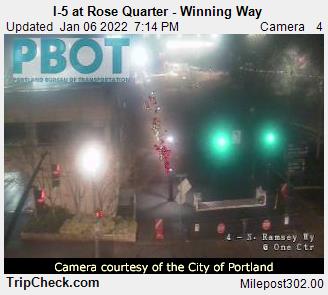 I-5 at Rose Quarter - Winning Way
Updated Jan 06 2022 7:14 PM Camera 4
PBOT
PORTLAND BUREAU OF TRANSPORTATION
4 - N. Ramsey Wy
@ One Ctr
Camera courtesy of the City of Portland
TripCheck.com Milepost302.00